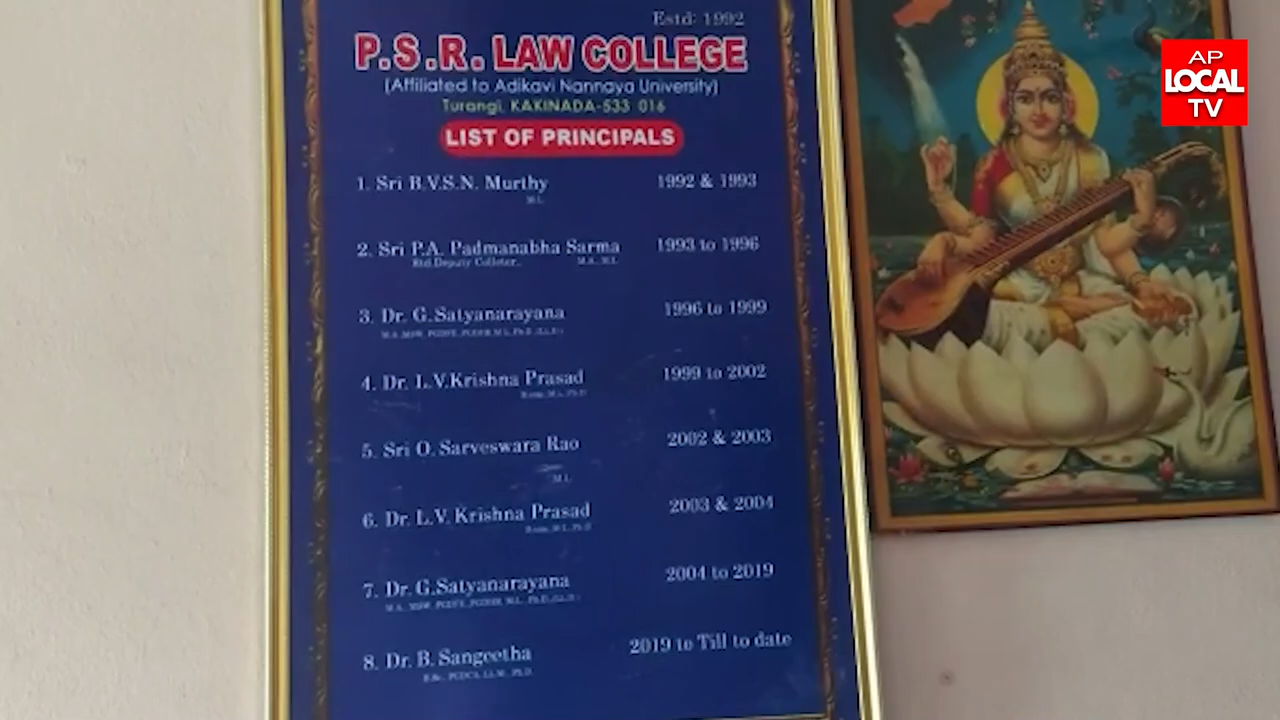 Estd: 1992
P.S.R. LAW COLLEGE
(Affiliated to Adikavi Nannaya University)
Turangi, KAKINADA-533 016
LIST OF PRINCIPALS
1. Sri B.V.S.N. Murthy 1992 & 1993
M.L.
2. Sri P.A. Padmanabha Sarma 1993 to 1996
Rtd.Deputy Colleter., M.A., M.L.
3. Dr. G.Satyanarayana 1996 to 1999
4. Dr. L.V.Krishna Prasad 1999 to 2002
5. Sri O. Sarveswara Rao 2002 & 2003
M.L.
6. Dr. L.V. Krishna Prasad 2003 & 2004
7. Dr. G.Satyanarayana 2004 to 2019
8. Dr. B. Sangeetha 2019 to Till to date
AP
LOCAL
TV